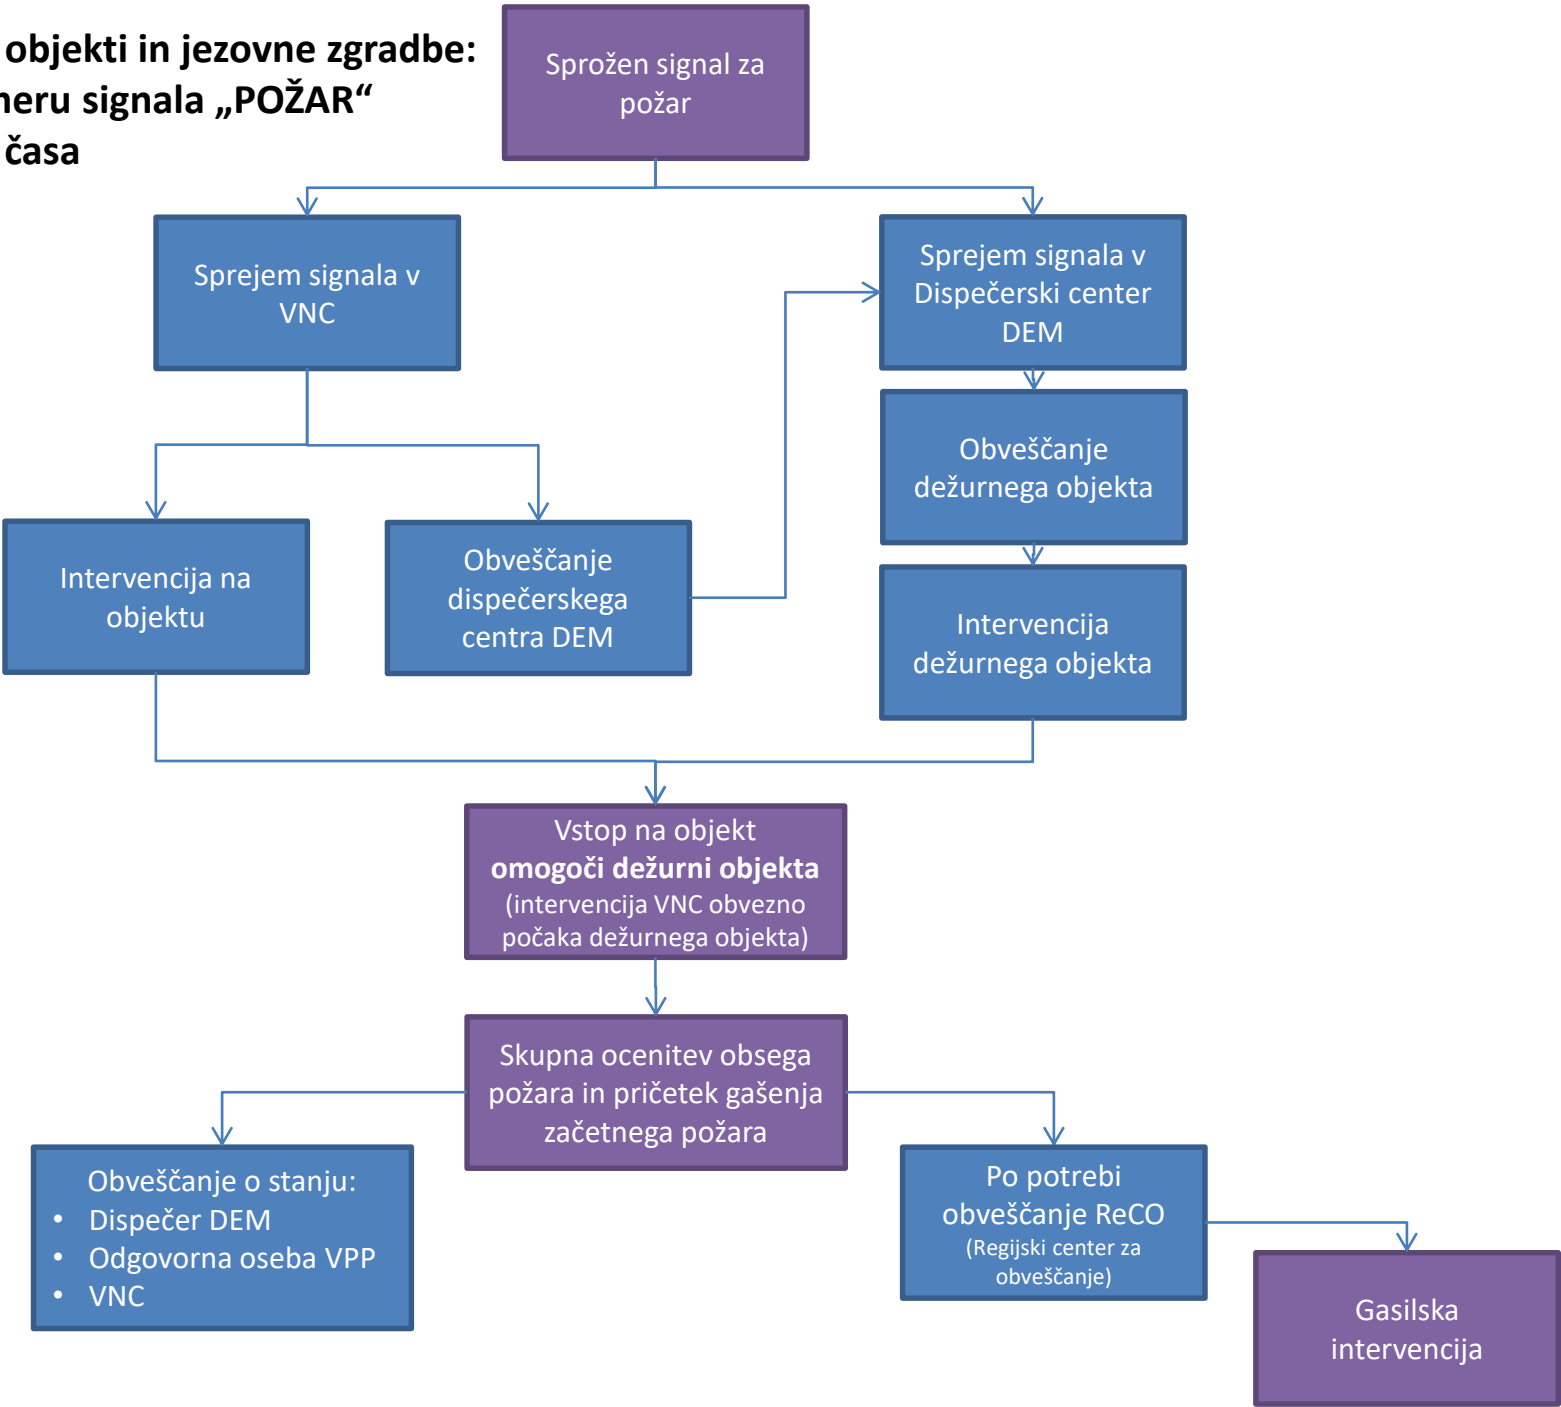 objekti in jezovne zgradbe:
signala „POŽAR“
časa
Sprožen signal za
požar
Sprejem signala v
VNC
Sprejem signala v
Dispečerski center
DEM
Obveščanje
dežurnega objekta
Intervencija na
objektu
Obveščanje
dispečerskega
centra DEM
Intervencija
dežurnega objekta
Vstop na objekt
omogoči dežurni objekta
(intervencija VNC obvezno
počaka dežurnega objekta)
Skupna ocenitev obsega
požara in pričetek gašenja
začetnega požara
Obveščanje o stanju:
• Dispečer DEM
• Odgovorna oseba VPP
• VNC
Po potrebi
obveščanje ReCO
(Regijski center za
obveščanje)
Gasilska
intervencija